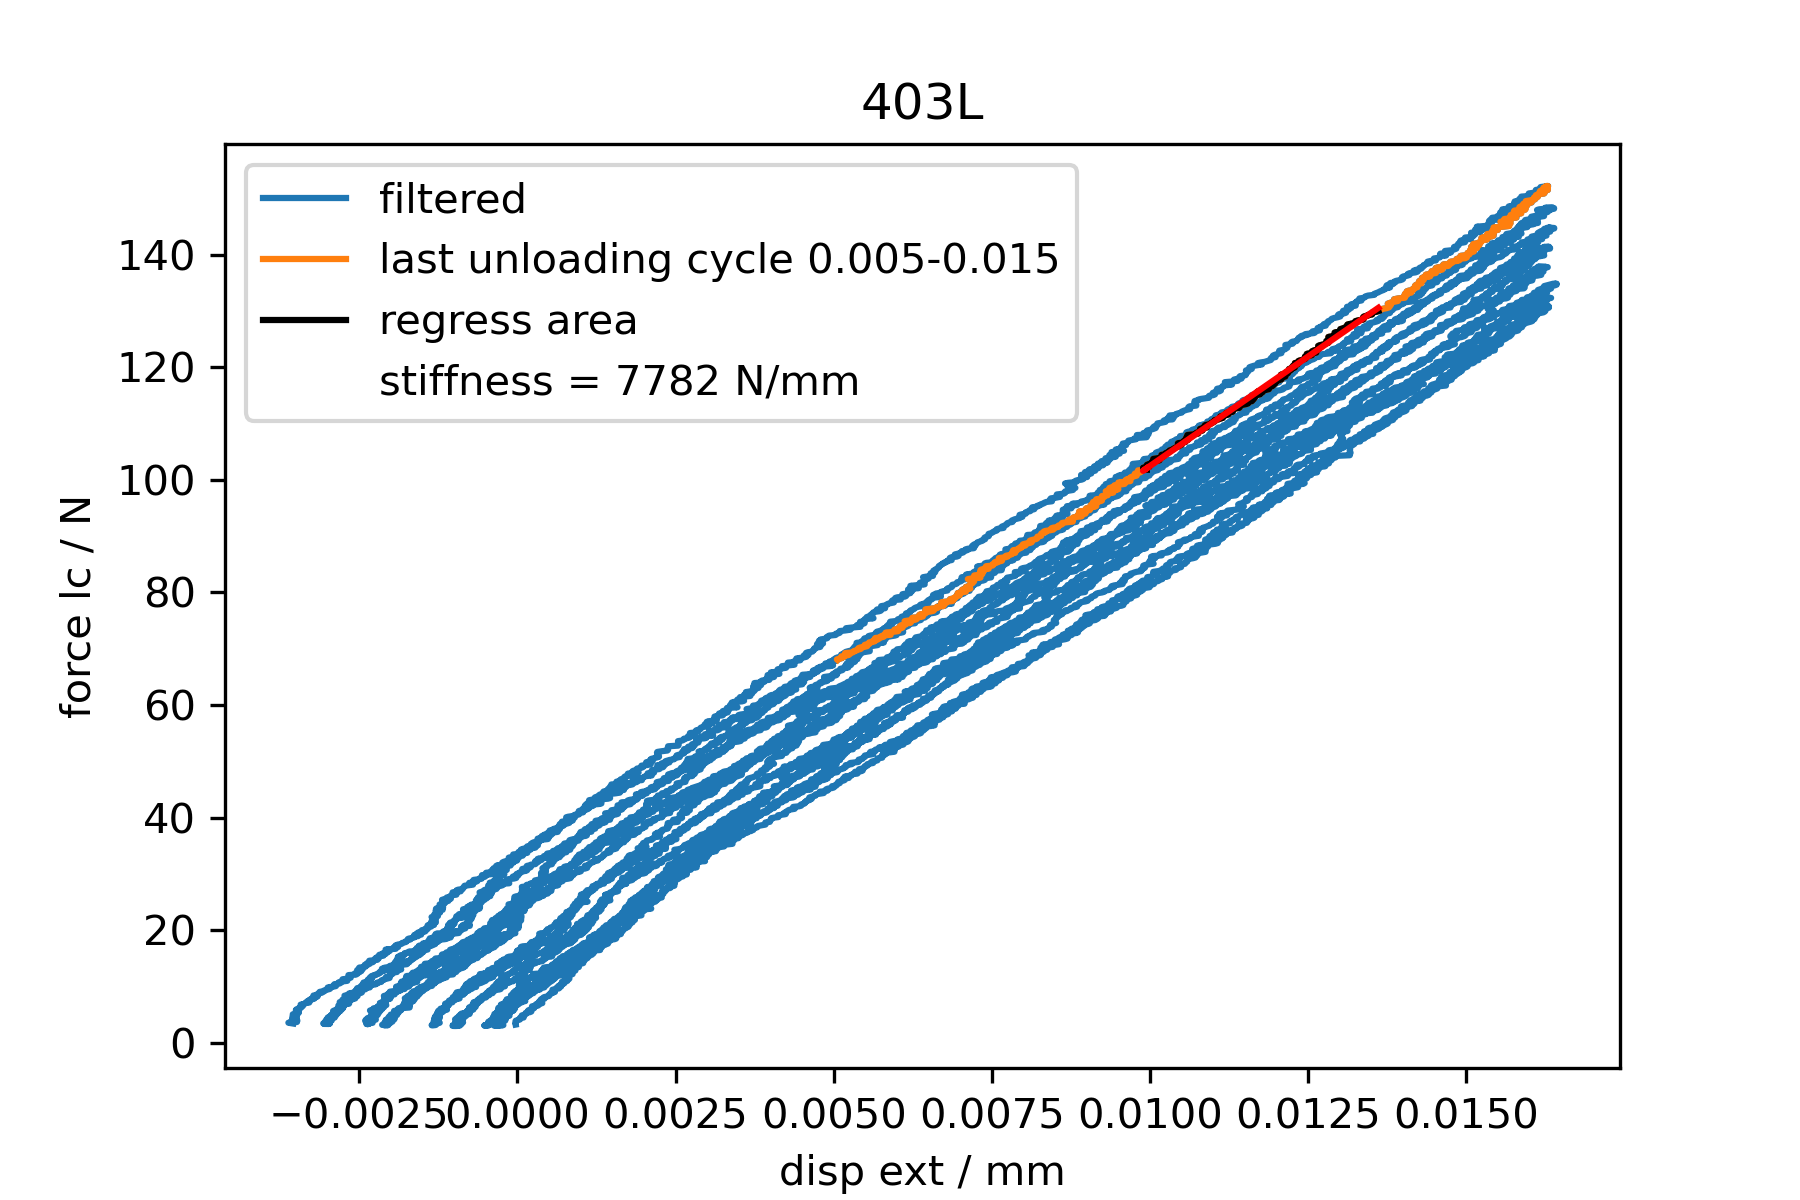 403L
filtered
last unloading cycle 0.005-0.015
regress area
stiffness = 7782 N/mm
force lc / N
140
120
100
80
60
40
20
0
−0.0025 0.0000 0.0025 0.0050 0.0075 0.0100 0.0125 0.0150
disp ext / mm